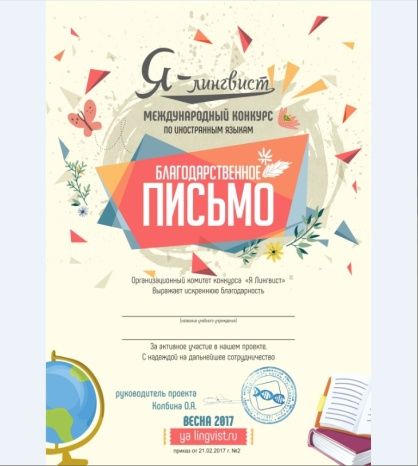 Я-лингвист
МЕЖДУНАРОДНЫЙ КОНКУРС
ПО ИНОСТРАННЫМ ЯЗЫКАМ
БЛАГОДАРСТВЕННОЕ
ПИСЬМО
Организационный комитет конкурса «Я Лингвист»
Выражает искреннюю благодарность
(название учебного учреждения)
За активное участие в нашем проекте.
С надеждой на дальнейшее сотрудничество
руководитель проекта
Колбина О.А.
ВЕСНА 2017
ya lingvist.ru
приказ от 21.02.2017 г. №2